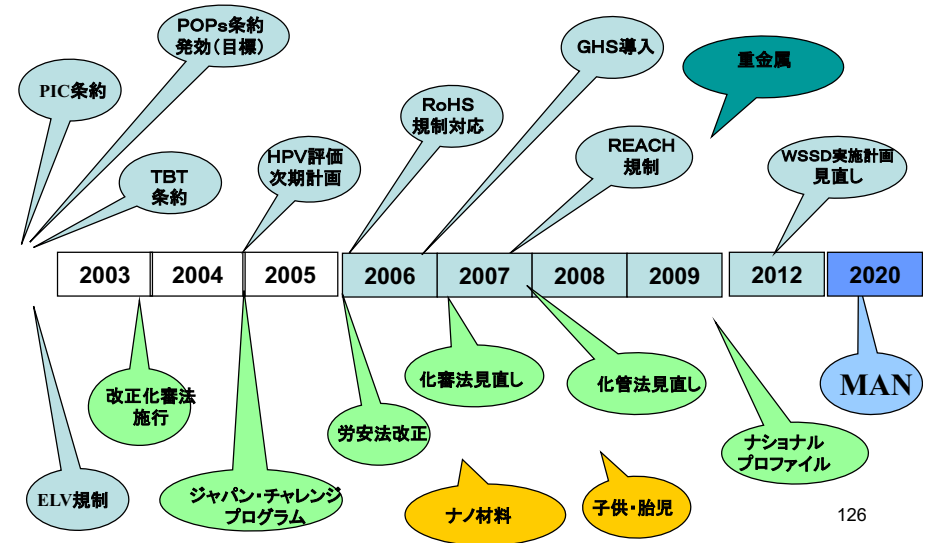 POPs条約
発効(目標)
PIC条約
TBT
条約
HPV評価
次期計画
RoHS
規制対応
GHS導入
REACH
規制
重金属
WSSD実施計画
見直し
2003
2004
2005
2006
2007
2008
2009
2012
2020
改正化審法
施行
ELV規制
ジャパン・チャレンジ
プログラム
労安法改正
化審法見直し
化管法見直し
ナショナル
プロファイル
MAN
ナノ材料
子供・胎児
126